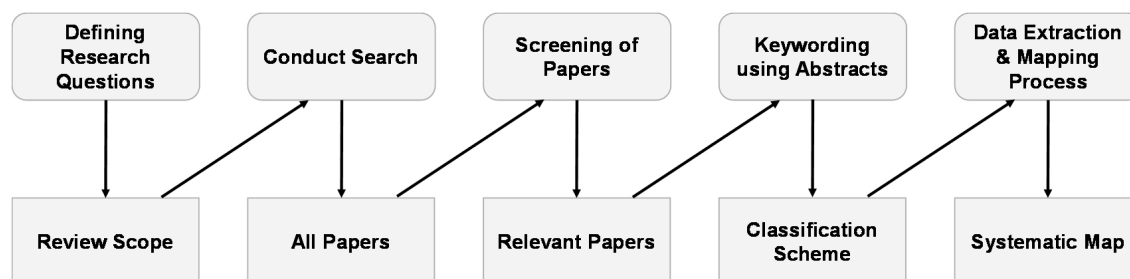 Defining
Research
Questions
Conduct Search
Screening of
Papers
Keywording
using Abstracts
Data Extraction
& Mapping
Process
Review Scope
All Papers
Relevant Papers
Classification
Scheme
Systematic Map